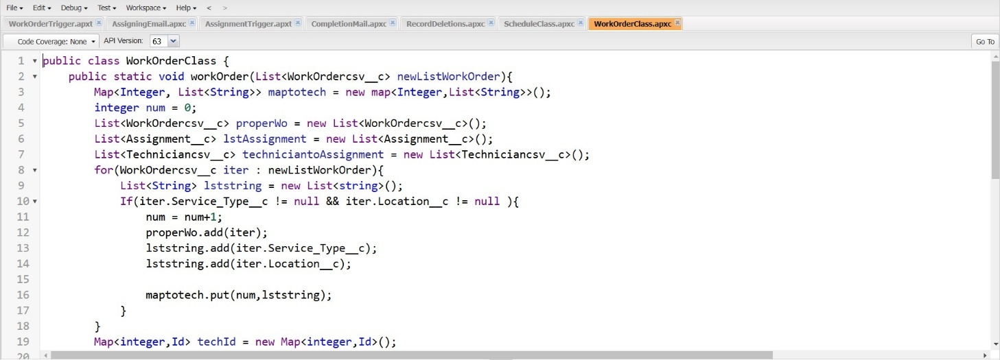 File Edit Debug Test Workspace Help < >
WorkOrderTrigger.apxt AssigningEmail.apxc AssignmentTrigger.apxt CompletionMail.apxc RecordDeletions.apxc ScheduleClass.apxc WorkOrderClass.apxc
Code Coverage: None API Version: 63 Go To
1 public class WorkOrderClass {
2 public static void workOrder(List<WorkOrdercsv__c> newListWorkOrder){
3 Map<Integer, List<String>> maptotech = new map<Integer,List<String>>();
4 integer num = 0;
5 List<WorkOrdercsv__c> properWo = new List<WorkOrdercsv__c>();
6 List<Assignment__c> lstAssignment = new List<Assignment__c>();
7 List<Techniciancsv__c> techniciantoAssignment = new List<Techniciancsv__c>();
8 for(WorkOrdercsv__c iter : newListWorkOrder){
9 List<String> lststring = new List<string>();
10 If(iter.Service_Type__c != null && iter.Location__c != null ){
11 num = num+1;
12 properWo.add(iter);
13 lststring.add(iter.Service_Type__c);
14 lststring.add(iter.Location__c);
15
16 maptotech.put(num,lststring);
17 }
18 }
19 Map<integer,Id> techId = new Map<integer,Id>();
20